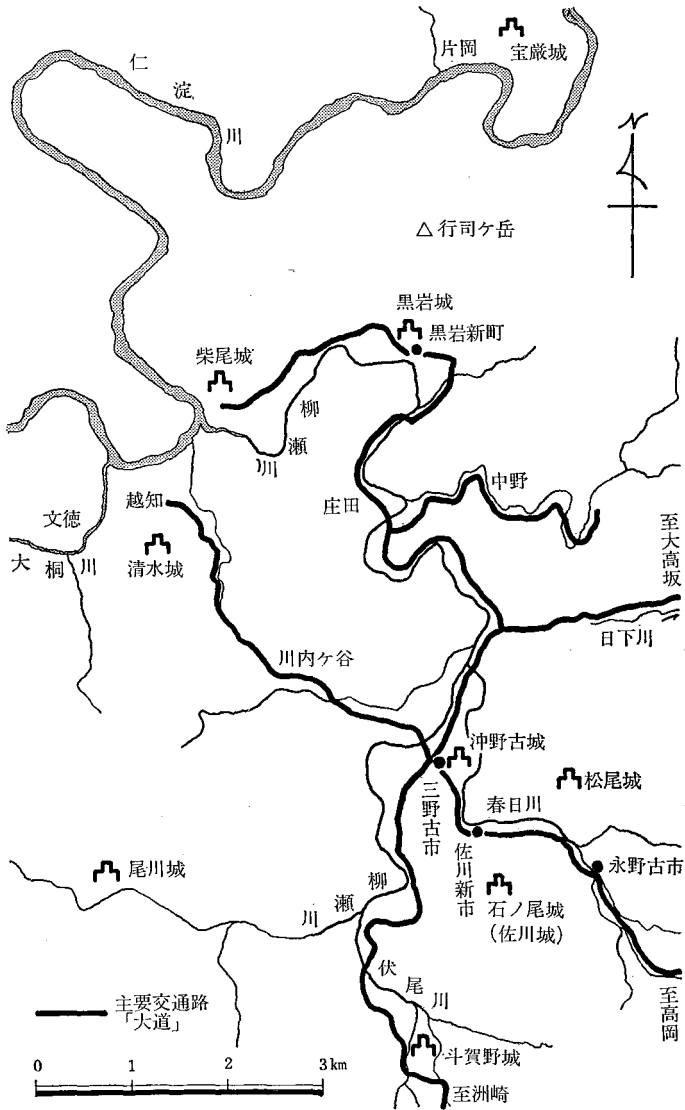 片岡
宝厳城
仁淀川
N
△行司ケ岳
黒岩城
黒岩新町
柴尾城
柳瀬川
中野
庄田
越知
文徳
大桐川
清水城
至大高坂
日下川
川内ケ谷
沖野古城
三野古市
松尾城
春日川
佐川新市
永野古市
尾川城
柳瀬川
石ノ尾城
(佐川城)
伏尾川
至高岡
主要交通路
「大道」
斗賀野城
0 1 2 3km
至洲崎